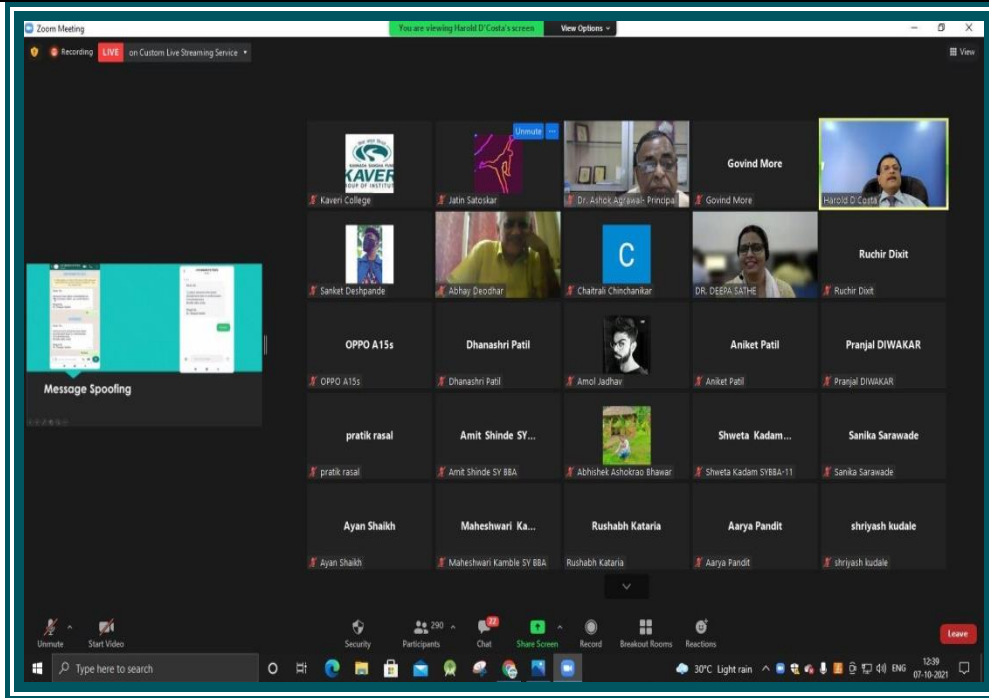 Zoom Meeting
You are viewing Harold D'Costa's screen View Options
Recording LIVE on Custom Live Streaming Service
View
KAVERI
GROUP OF INSTITUT
Unmute
Govind More
Kaveri College
Jatin Satoskar
Dr. Ashok Agrawal- Principa
Govind More
Harold D Costa
C
Ruchir Dixit
Sanket Deshpande
Abhay Deodhar
Chaitrali Chinchanikar
DR. DEEPA SATHE
Ruchir Dixit
Message Spoofing
OPPO A15s
Dhanashri Patil
Aniket Patil
Pranjal DIWAKAR
OPPO A15s
Dhanashri Patil
Amol Jadhav
Aniket Patil
Pranjal DIWAKAR
pratik rasal
Amit Shinde SY...
Shweta Kadam...
Sanika Sarawade
pratik rasal
Amit Shinde SY BBA
Abhishek Ashokrao Bhawar
Shweta Kadam SYBBA-11
Sanika Sarawade
Ayan Shaikh
Maheshwari Ka...
Rushabh Kataria
Aarya Pandit
shriyash kudale
Ayan Shaikh
Maheshwari Kamble SY BBA
Rushabh Kataria
Aarya Pandit
shriyash kudale
290
22
Unmute
Start Video
Security
Participants
Chat
Share Screen
Record
Breakout Rooms
Reactions
Leave
Type here to search
30°C Light rain
ENG
12:39
07-10-2021